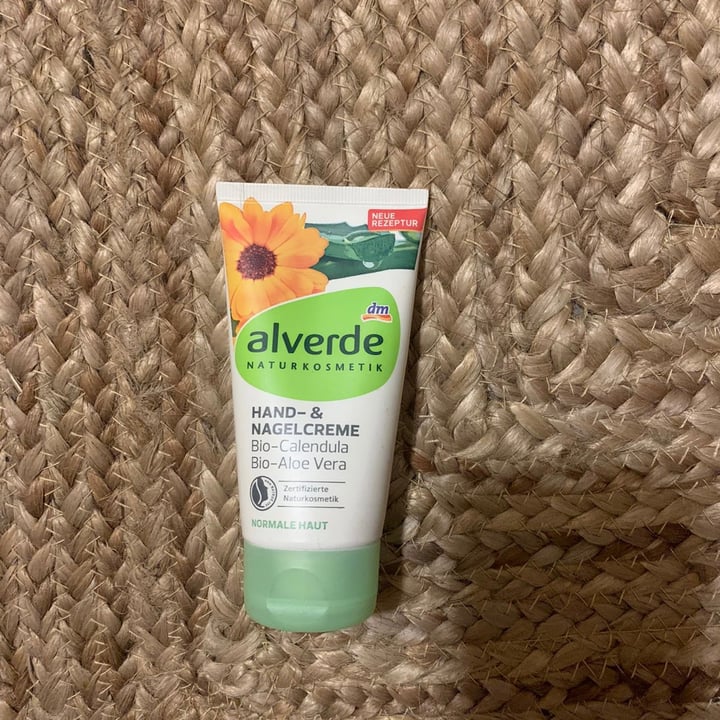 NEUE
REZEPTUR
dm
alverde
NATURKOSMETIK
HAND- &
NAGELCREME
Bio-Calendula
Bio-Aloe Vera
Zertifizierte
Naturkosmetik
NORMALE HAUT